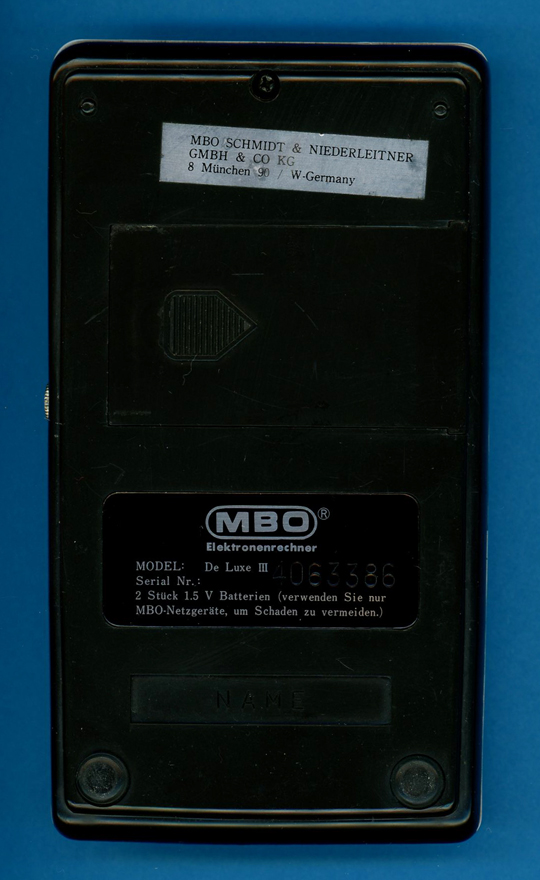 MBO SCHMIDT & NIEDERLEITNER
GMBH & CO KG
8 München 90 / W-Germany
MBO®
Elektronenrechner
MODEL: De Luxe III
Serial Nr.: 1063386
2 Stück 1.5 V Batterien (verwenden Sie nur
MBO-Netzgeräte, um Schaden zu vermeiden.)
NAME